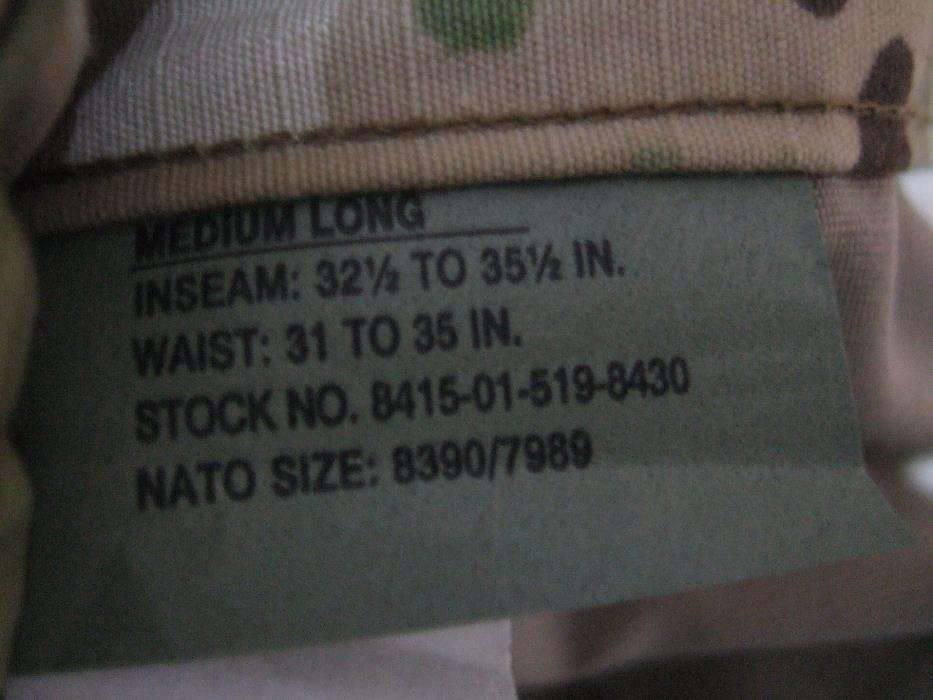 MEDIUM LONG
INSEAM: 32½ TO 35½ IN.
WAIST: 31 TO 35 IN.
STOCK NO. 8415-01-519-8430
NATO SIZE: 8390/7989